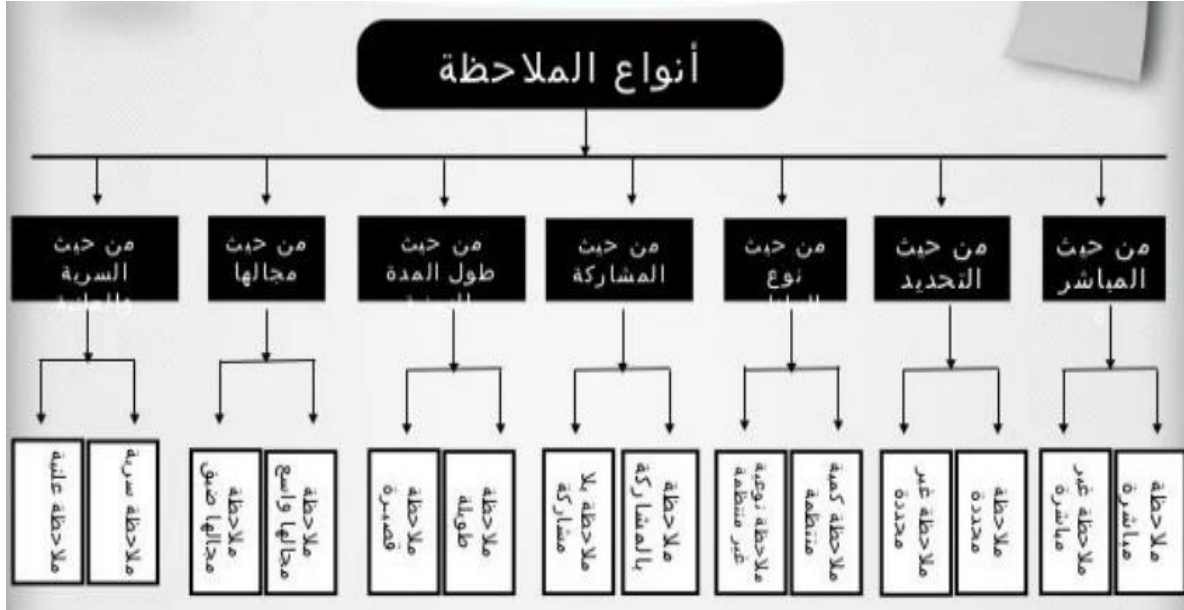 أنواع الملاحظة
من حيث
المباشر
من حيث
التحديد
من حيث
نوع
من حيث
المشاركة
من حيث
طول المدة
من حيث
مجالها
من حيث
السرية
والعلنية
ملاحظة
مباشرة
ملاحظة غير
مباشرة
ملاحظة
محددة
ملاحظة غير
محددة
ملاحظة كمية
منتظمة
ملاحظة نوعية
غير منتظمة
ملاحظة
بالمشاركة
ملاحظة بلا
مشاركة
ملاحظة
طويلة
ملاحظة
قصيرة
ملاحظة
مجالها واسع
ملاحظة
مجالها ضيق
ملاحظة سرية
ملاحظة علنية